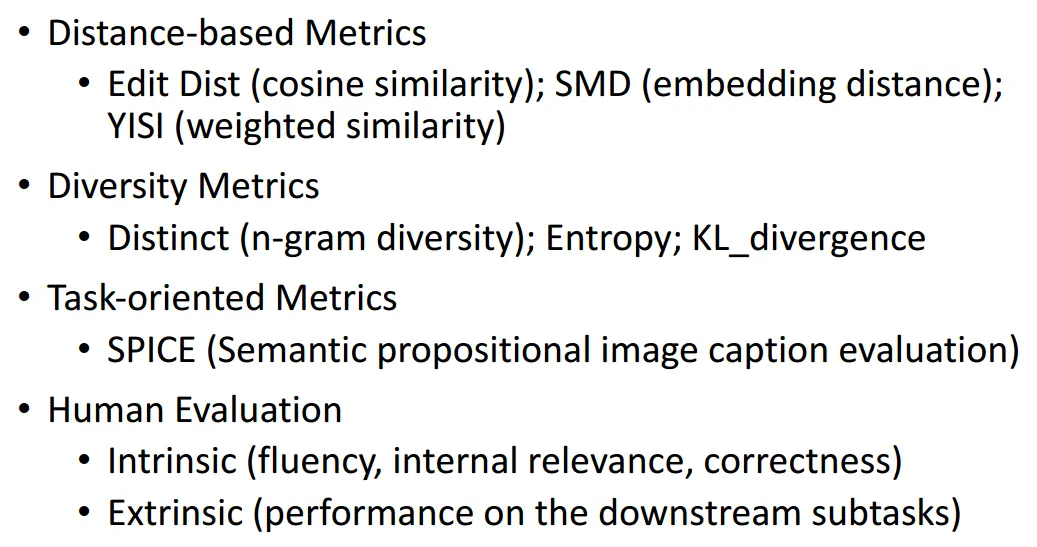 • Distance-based Metrics
• Edit Dist (cosine similarity); SMD (embedding distance);
YISI (weighted similarity)
• Diversity Metrics
• Distinct (n-gram diversity); Entropy; KL_divergence
• Task-oriented Metrics
• SPICE (Semantic propositional image caption evaluation)
• Human Evaluation
• Intrinsic (fluency, internal relevance, correctness)
• Extrinsic (performance on the downstream subtasks)